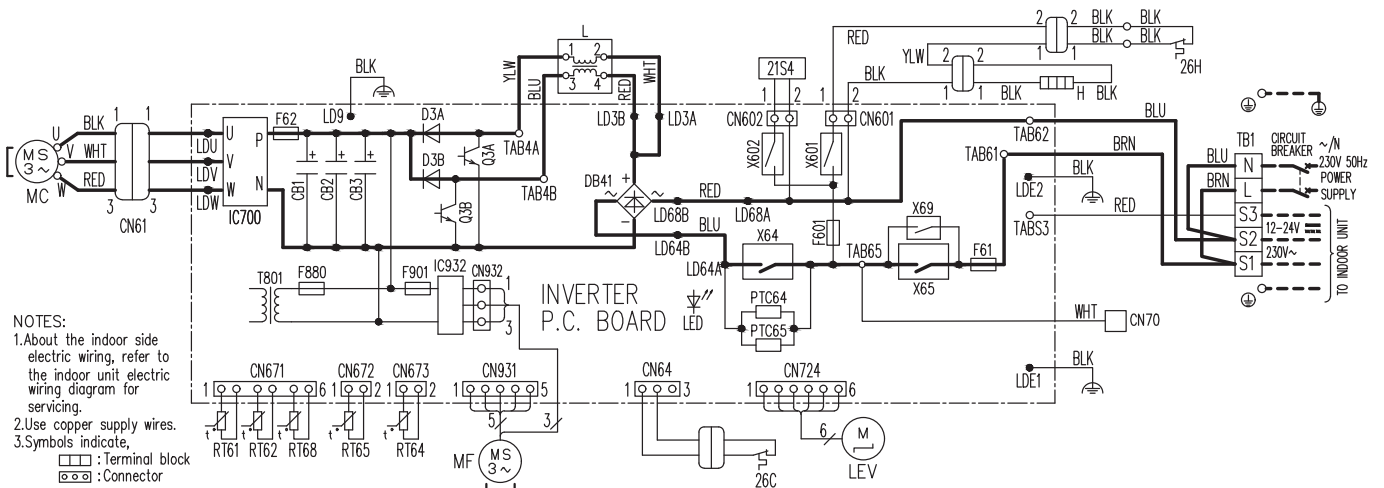 L
1 2
3 4
YLW
BLU
RED
WHT
BLK
LD9
21S4
1 2
CN602
X602
RED
BLK
1 2
CN601
X601
2 2 BLK BLK
BLK BLK
1 1
26H
YLW
2 2
1 1
BLK H BLK
U BLK
V WHT
W RED
MS
3~
MC
1 1
3 3
CN61
LDU
LDV
LDW
U P
V
W N
IC700
F62
CB1 +
CB2 +
CB3 +
D3A
D3B
Q3A
Q3B
TAB4A
TAB4B
LD3B
LD3A
DB41
+
~ ~
−
RED
LD68B
LD68A
BLU
LD64B
LD64A
X64
PTC64
PTC65
LED
F601
TAB65
X69
X65
F61
BLU
TAB62
BRN
TAB61
BLK
LDE2
RED
TABS3
WHT
CN70
BLK
LDE1
TB1
BLU N
BRN L
S3
S2
S1
CIRCUIT
BREAKER
~/N
230V 50Hz
POWER
SUPPLY
12-24V
230V~
TO INDOOR UNIT
T801
F880
F901
IC932
CN932
1
3
INVERTER
P.C. BOARD
CN671
1 6
CN672
1 2
CN673
1 2
CN931
1 5
CN64
1 3
CN724
1 6
t° t° t° t° t°
RT61 RT62 RT68 RT65 RT64
5 3
MF
MS
3~
26C
6
M
LEV
NOTES:
1.About the indoor side
electric wiring, refer to
the indoor unit electric
wiring diagram for
servicing.
2.Use copper supply wires.
3.Symbols indicate,
: Terminal block
: Connector